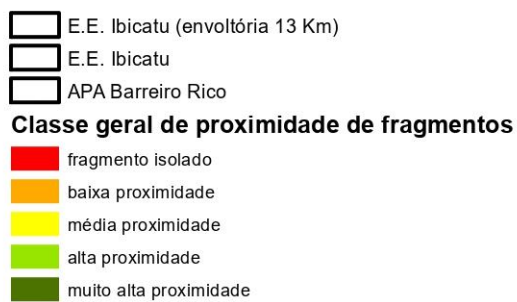 E.E. Ibicatu (envoltória 13 Km)
E.E. Ibicatu
APA Barreiro Rico
Classe geral de proximidade de fragmentos
fragmento isolado
baixa proximidade
média proximidade
alta proximidade
muito alta proximidade